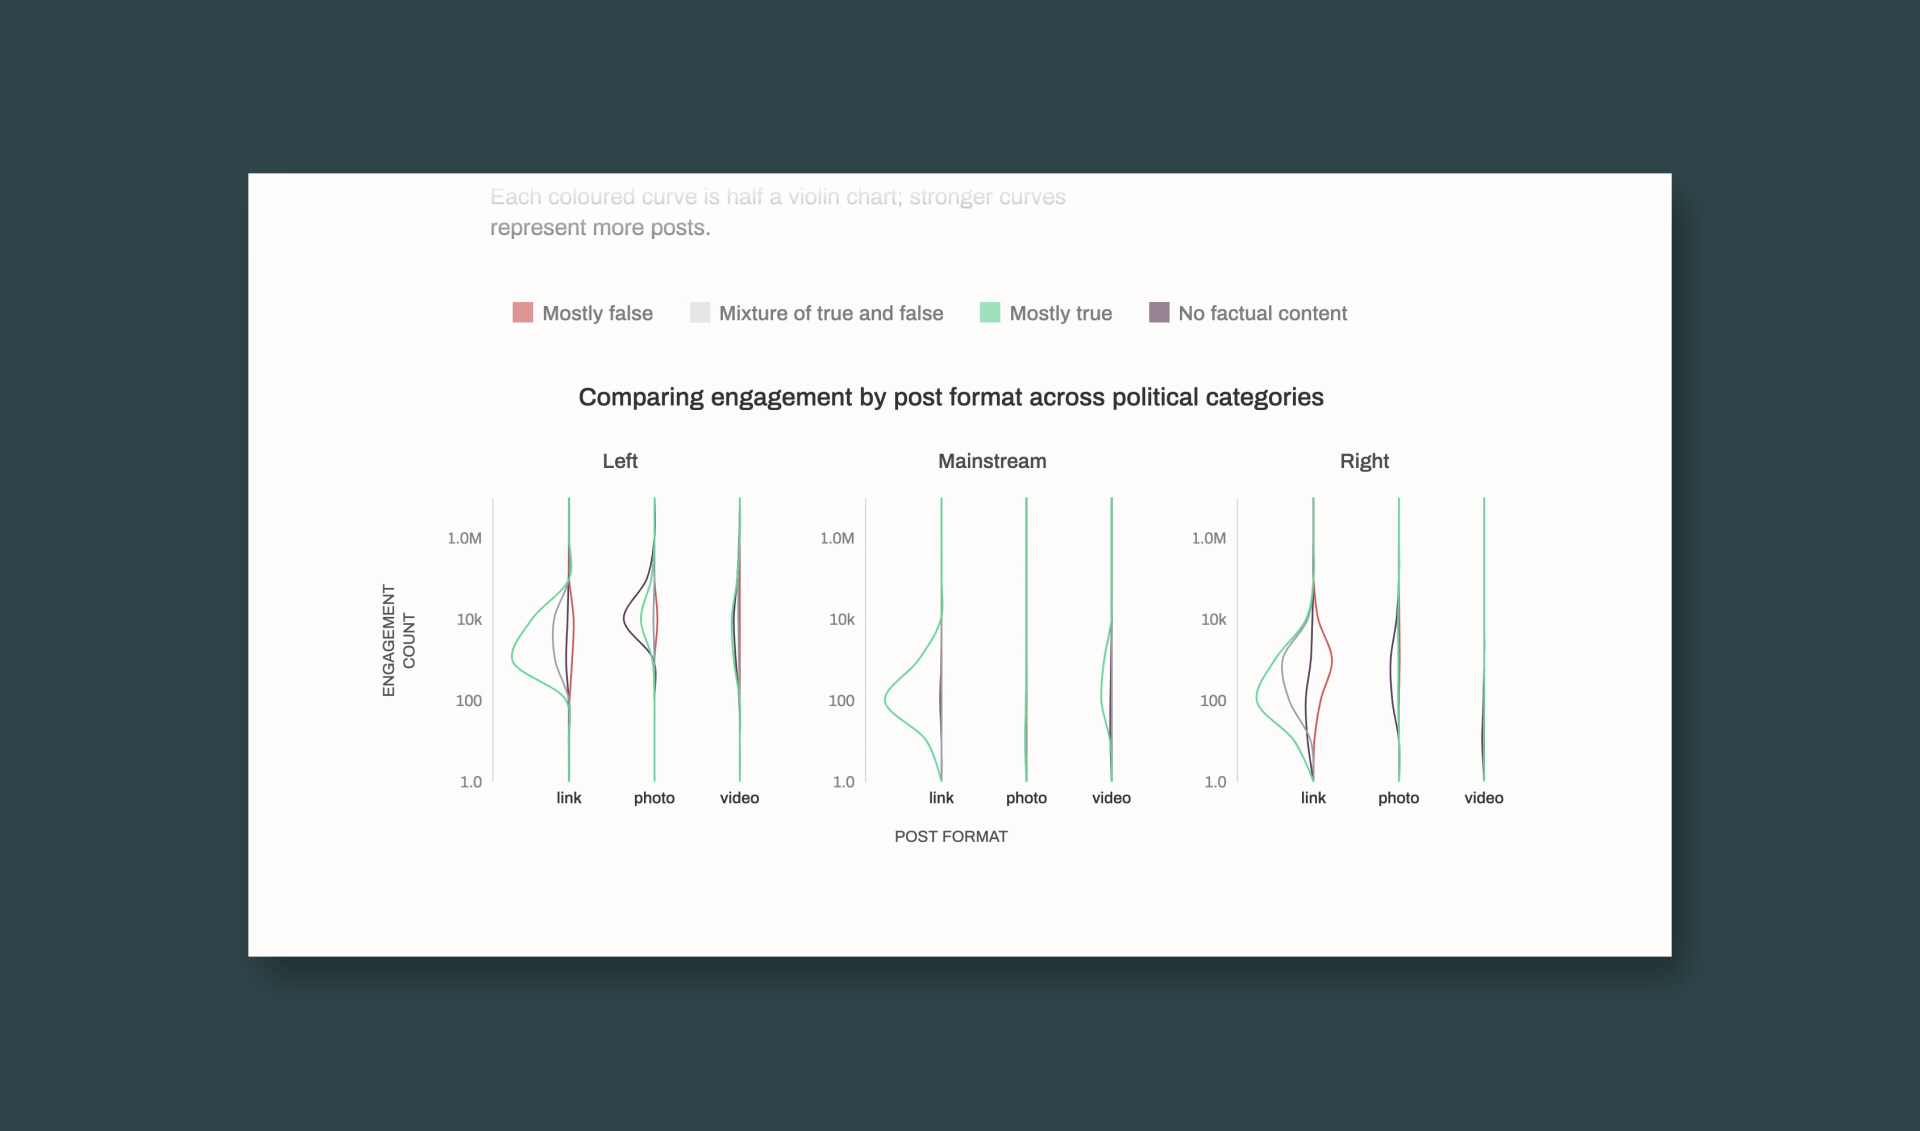 Each coloured curve is half a violin chart; stronger curves
represent more posts.
Mostly false
Mixture of true and false
Mostly true
No factual content
Comparing engagement by post format across political categories
Left
Mainstream
Right
ENGAGEMENT
COUNT
1.0M
10k
100
1.0
link
photo
video
1.0M
10k
100
1.0
link
photo
video
1.0M
10k
100
1.0
link
photo
video
POST FORMAT